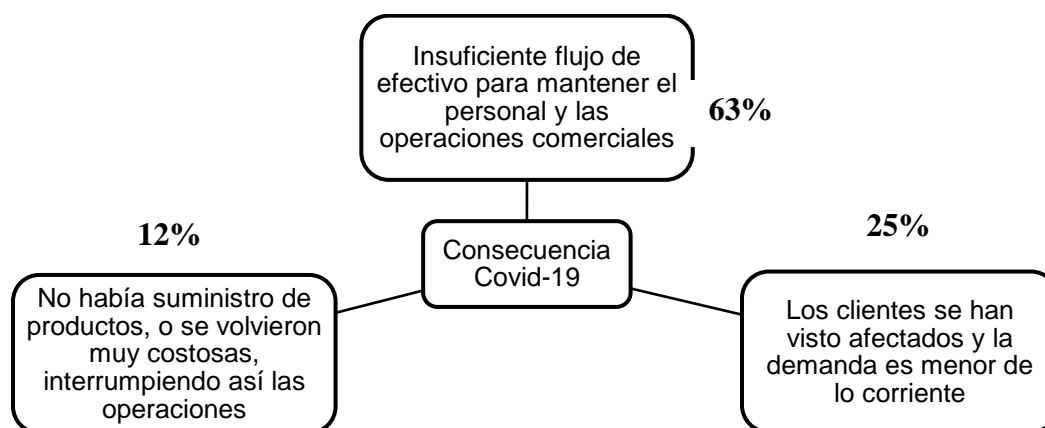 Insuficiente flujo de
efectivo para mantener el
personal y las
operaciones comerciales
63%
12%
25%
Consecuencia
Covid-19
No había suministro de
productos, o se volvieron
muy costosas,
interrumpiendo así las
operaciones
Los clientes se han
visto afectados y la
demanda es menor de
lo corriente